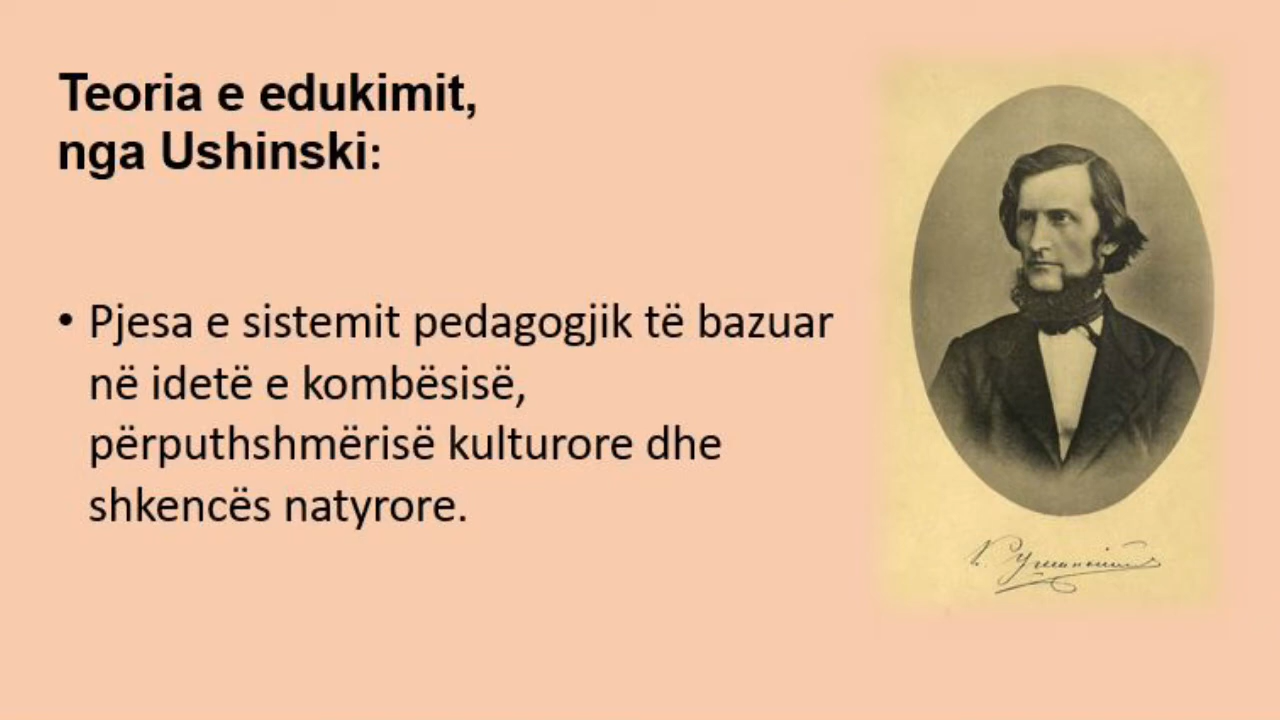 Teoria e edukimit,
nga Ushinski:
• Pjesa e sistemit pedagogjik të bazuar
në idetë e kombësisë,
përputhshmërisë kulturore dhe
shkencës natyrore.